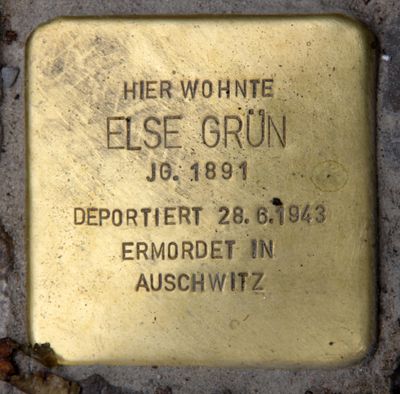 HIER WOHNTE
ELSE GRÜN
JG. 1891
DEPORTIERT 28.6.1943
ERMORDET IN
AUSCHWITZ